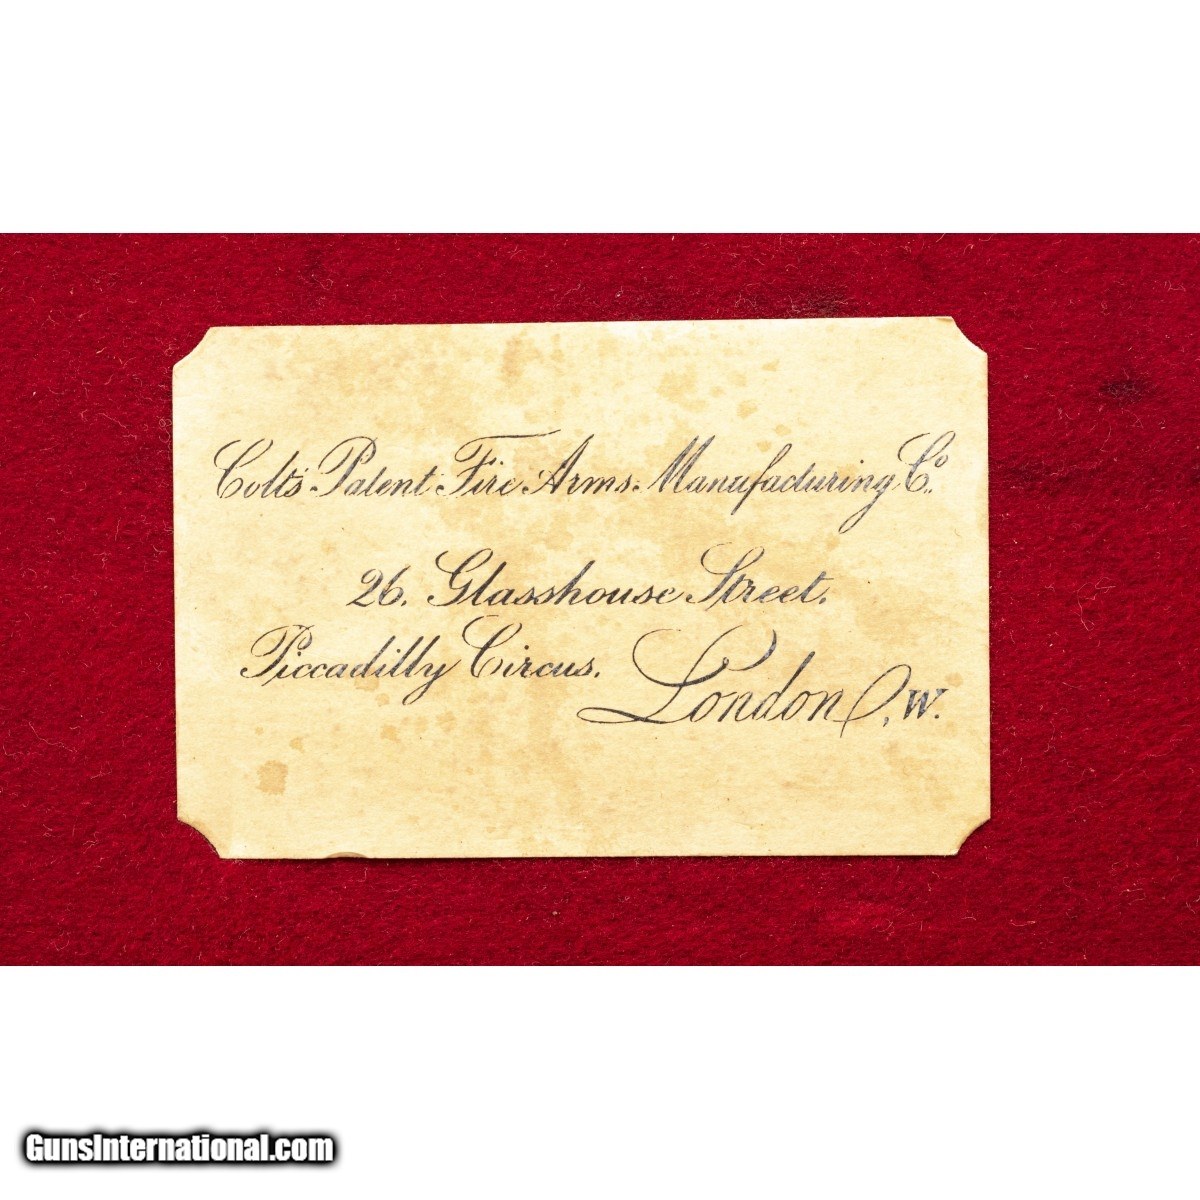 Colt's Patent Fire Arms Manufacturing Co.
26. Glasshouse Street.
Piccadilly Circus.
London, W.
GunsInternational.com